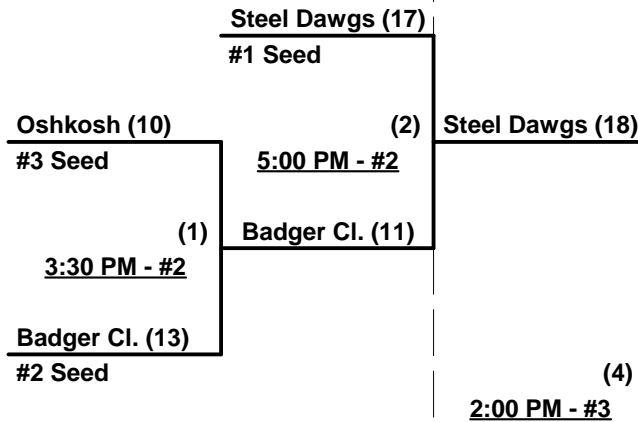 Steel Dawgs (17)
#1 Seed
Oshkosh (10)
(2)
Steel Dawgs (18)
#3 Seed
5:00 PM - #2
(1)
Badger Cl. (11)
3:30 PM - #2
Badger Cl. (13)
#2 Seed
(4)
2:00 PM - #3